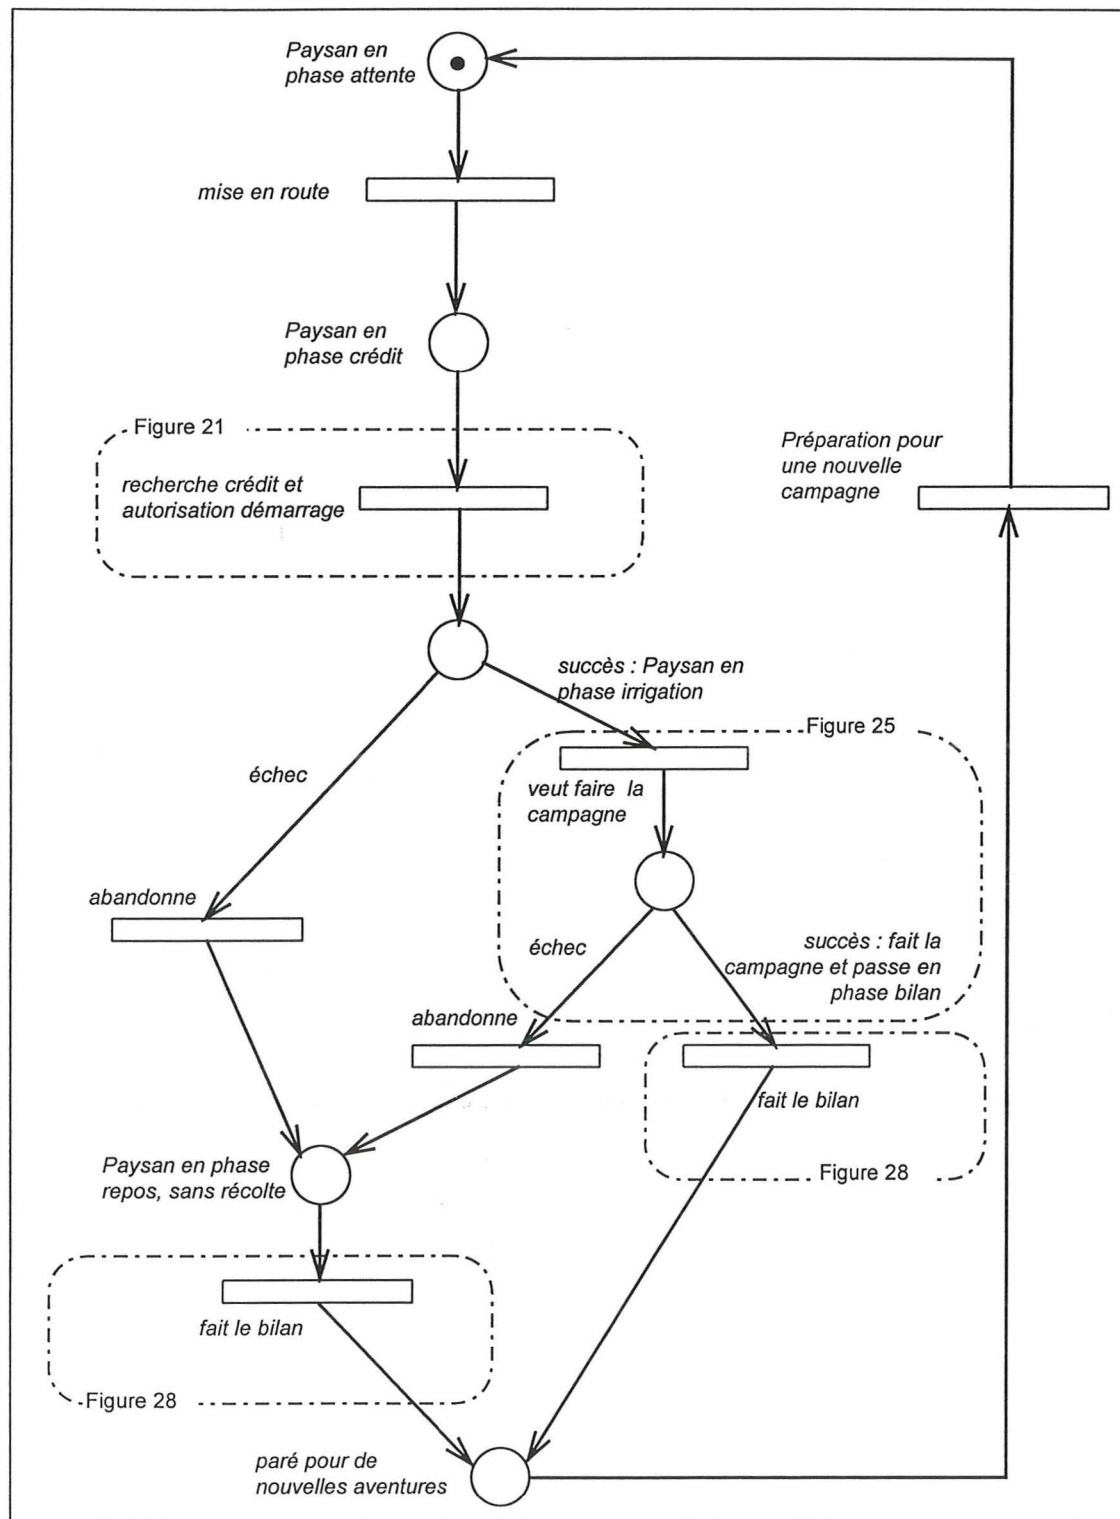 Paysan en
phase attente
mise en route
Paysan en
phase crédit
Figure 21
recherche crédit et
autorisation démarrage
Préparation pour
une nouvelle
campagne
succès : Paysan en
phase irrigation
Figure 25
échec
veut faire la
campagne
abandonne
échec
succès : fait la
campagne et passe en
phase bilan
abandonne
fait le bilan
Figure 28
Paysan en phase
repos, sans récolte
fait le bilan
Figure 28
paré pour de
nouvelles aventures